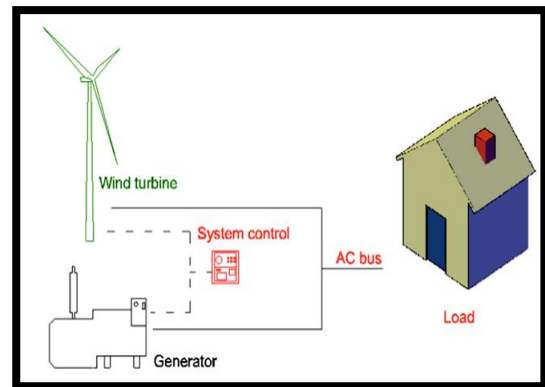 Wind turbine
System control
AC bus
Load
Generator